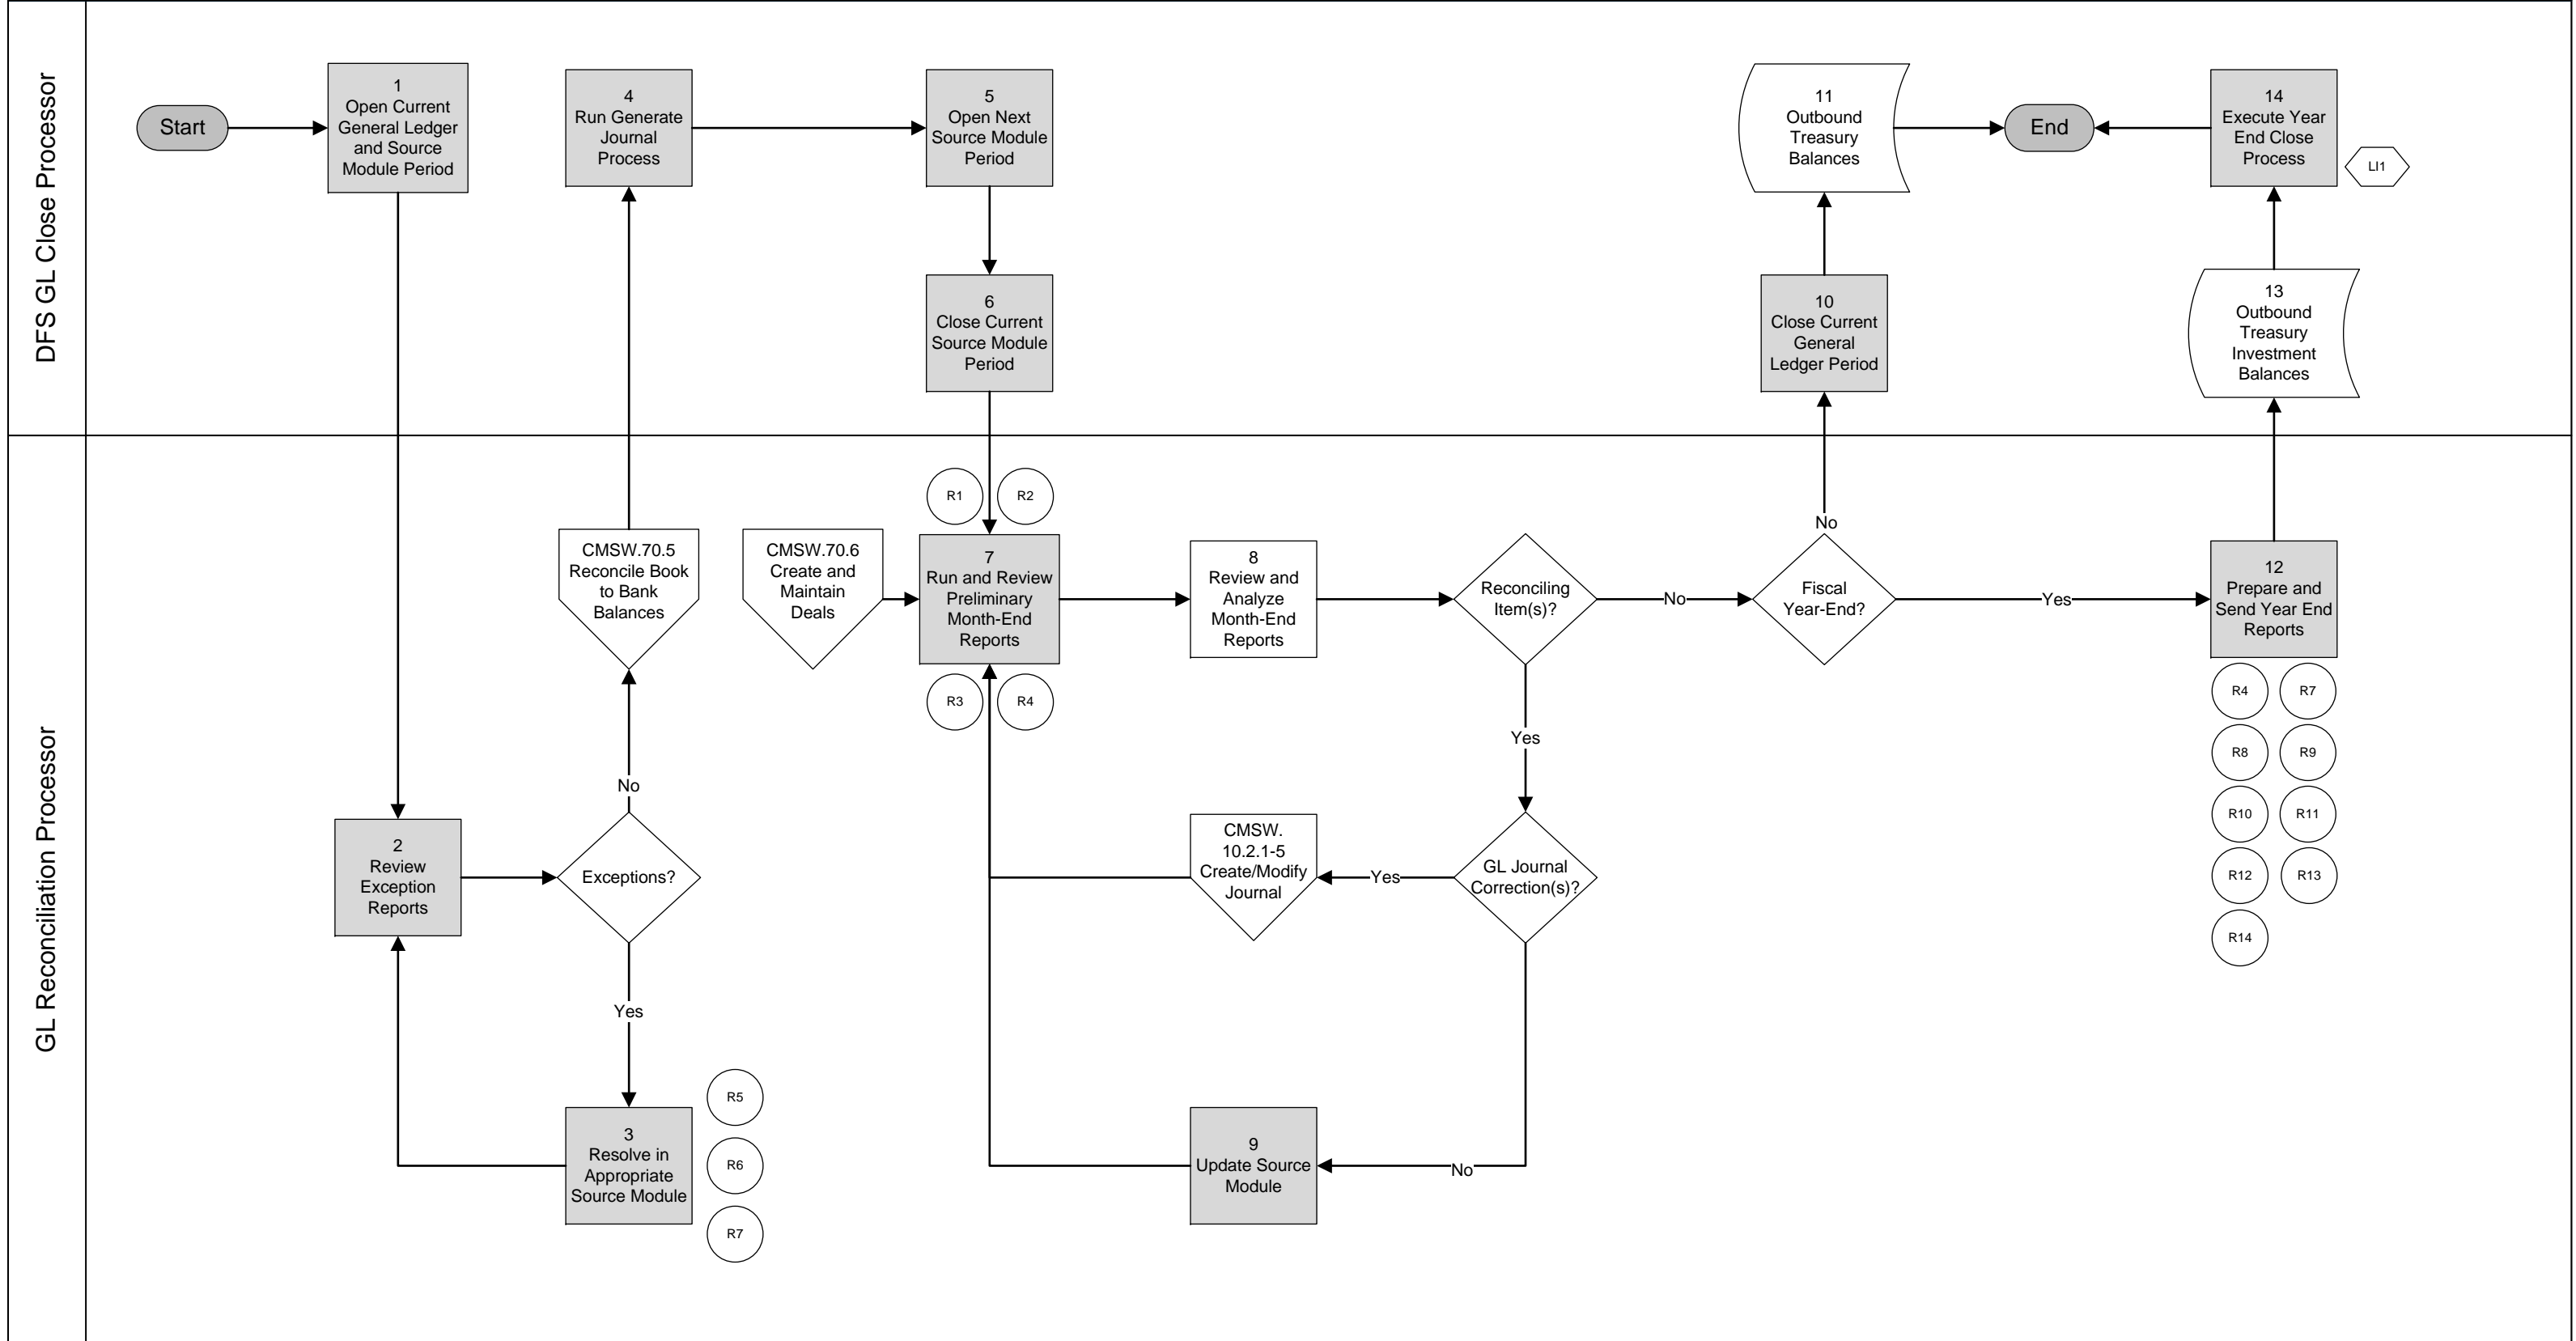 DFS GL Close Processor
Start
1
Open Current
General Ledger
and Source
Module Period
4
Run Generate
Journal
Process
5
Open Next
Source Module
Period
6
Close Current
Source Module
Period
11
Outbound
Treasury
Balances
End
14
Execute Year
End Close
Process
LI1
10
Close Current
General
Ledger Period
13
Outbound
Treasury
Investment
Balances
GL Reconciliation Processor
2
Review
Exception
Reports
Exceptions?
No
Yes
CMSW.70.5
Reconcile Book
to Bank
Balances
3
Resolve in
Appropriate
Source Module
R5
R6
R7
CMSW.70.6
Create and
Maintain
Deals
R1
R2
7
Run and Review
Preliminary
Month-End
Reports
R3
R4
8
Review and
Analyze
Month-End
Reports
Reconciling
Item(s)?
No
Yes
GL Journal
Correction(s)?
Yes
No
CMSW.
10.2.1-5
Create/Modify
Journal
9
Update Source
Module
Fiscal
Year-End?
No
Yes
12
Prepare and
Send Year End
Reports
R4
R7
R8
R9
R10
R11
R12
R13
R14